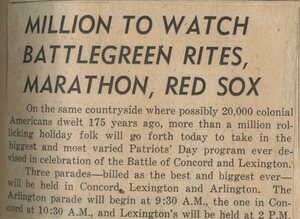 MILLION TO WATCH
BATTLEGREEN RITES,
MARATHON, RED SOX
On the same countryside where possibly 20,000 colonial
Americans dwelt 175 years ago, more than a million rol-
licking holiday folk will go forth today to take in the
biggest and most varied Patriots' Day program ever de-
vised in celebration of the Battle of Concord and Lexington.
Three parades—billed as the best and biggest ever—
will be held in Concord, Lexington and Arlington. The
Arlington parade will begin at 9:30 A.M., the one in Con-
cord at 10:30 A.M., and Lexington's will be held at 2 P.M.